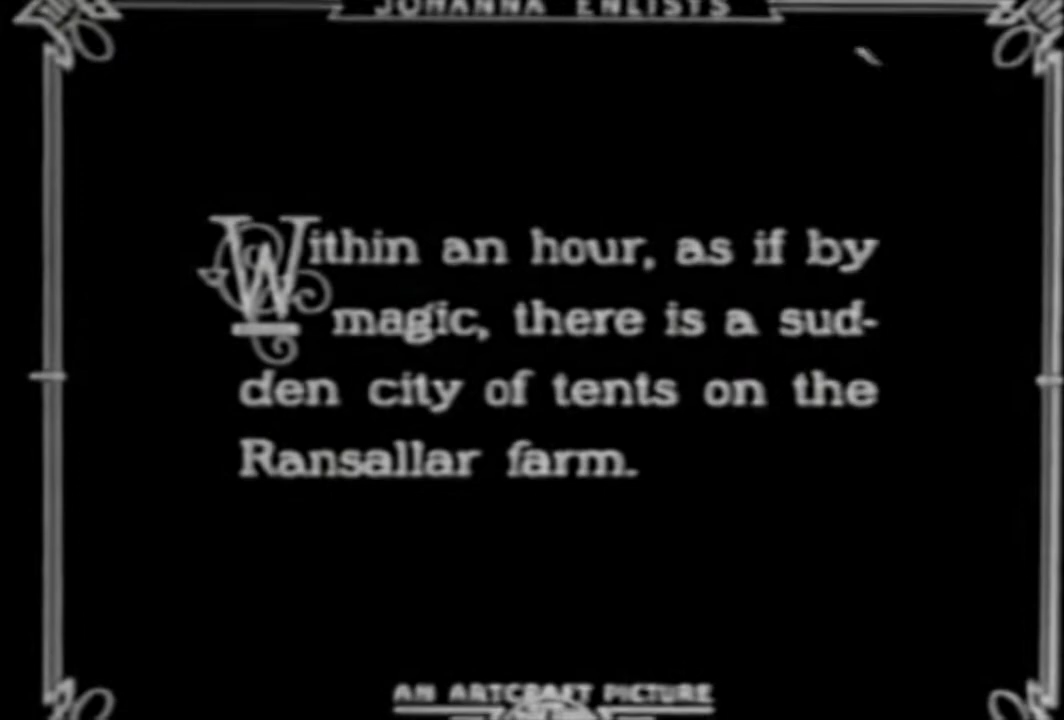 JOHANNA ENLISTS
Within an hour, as if by
magic, there is a sud-
den city of tents on the
Ransallar farm.
AN ARTCRAFT PICTURE